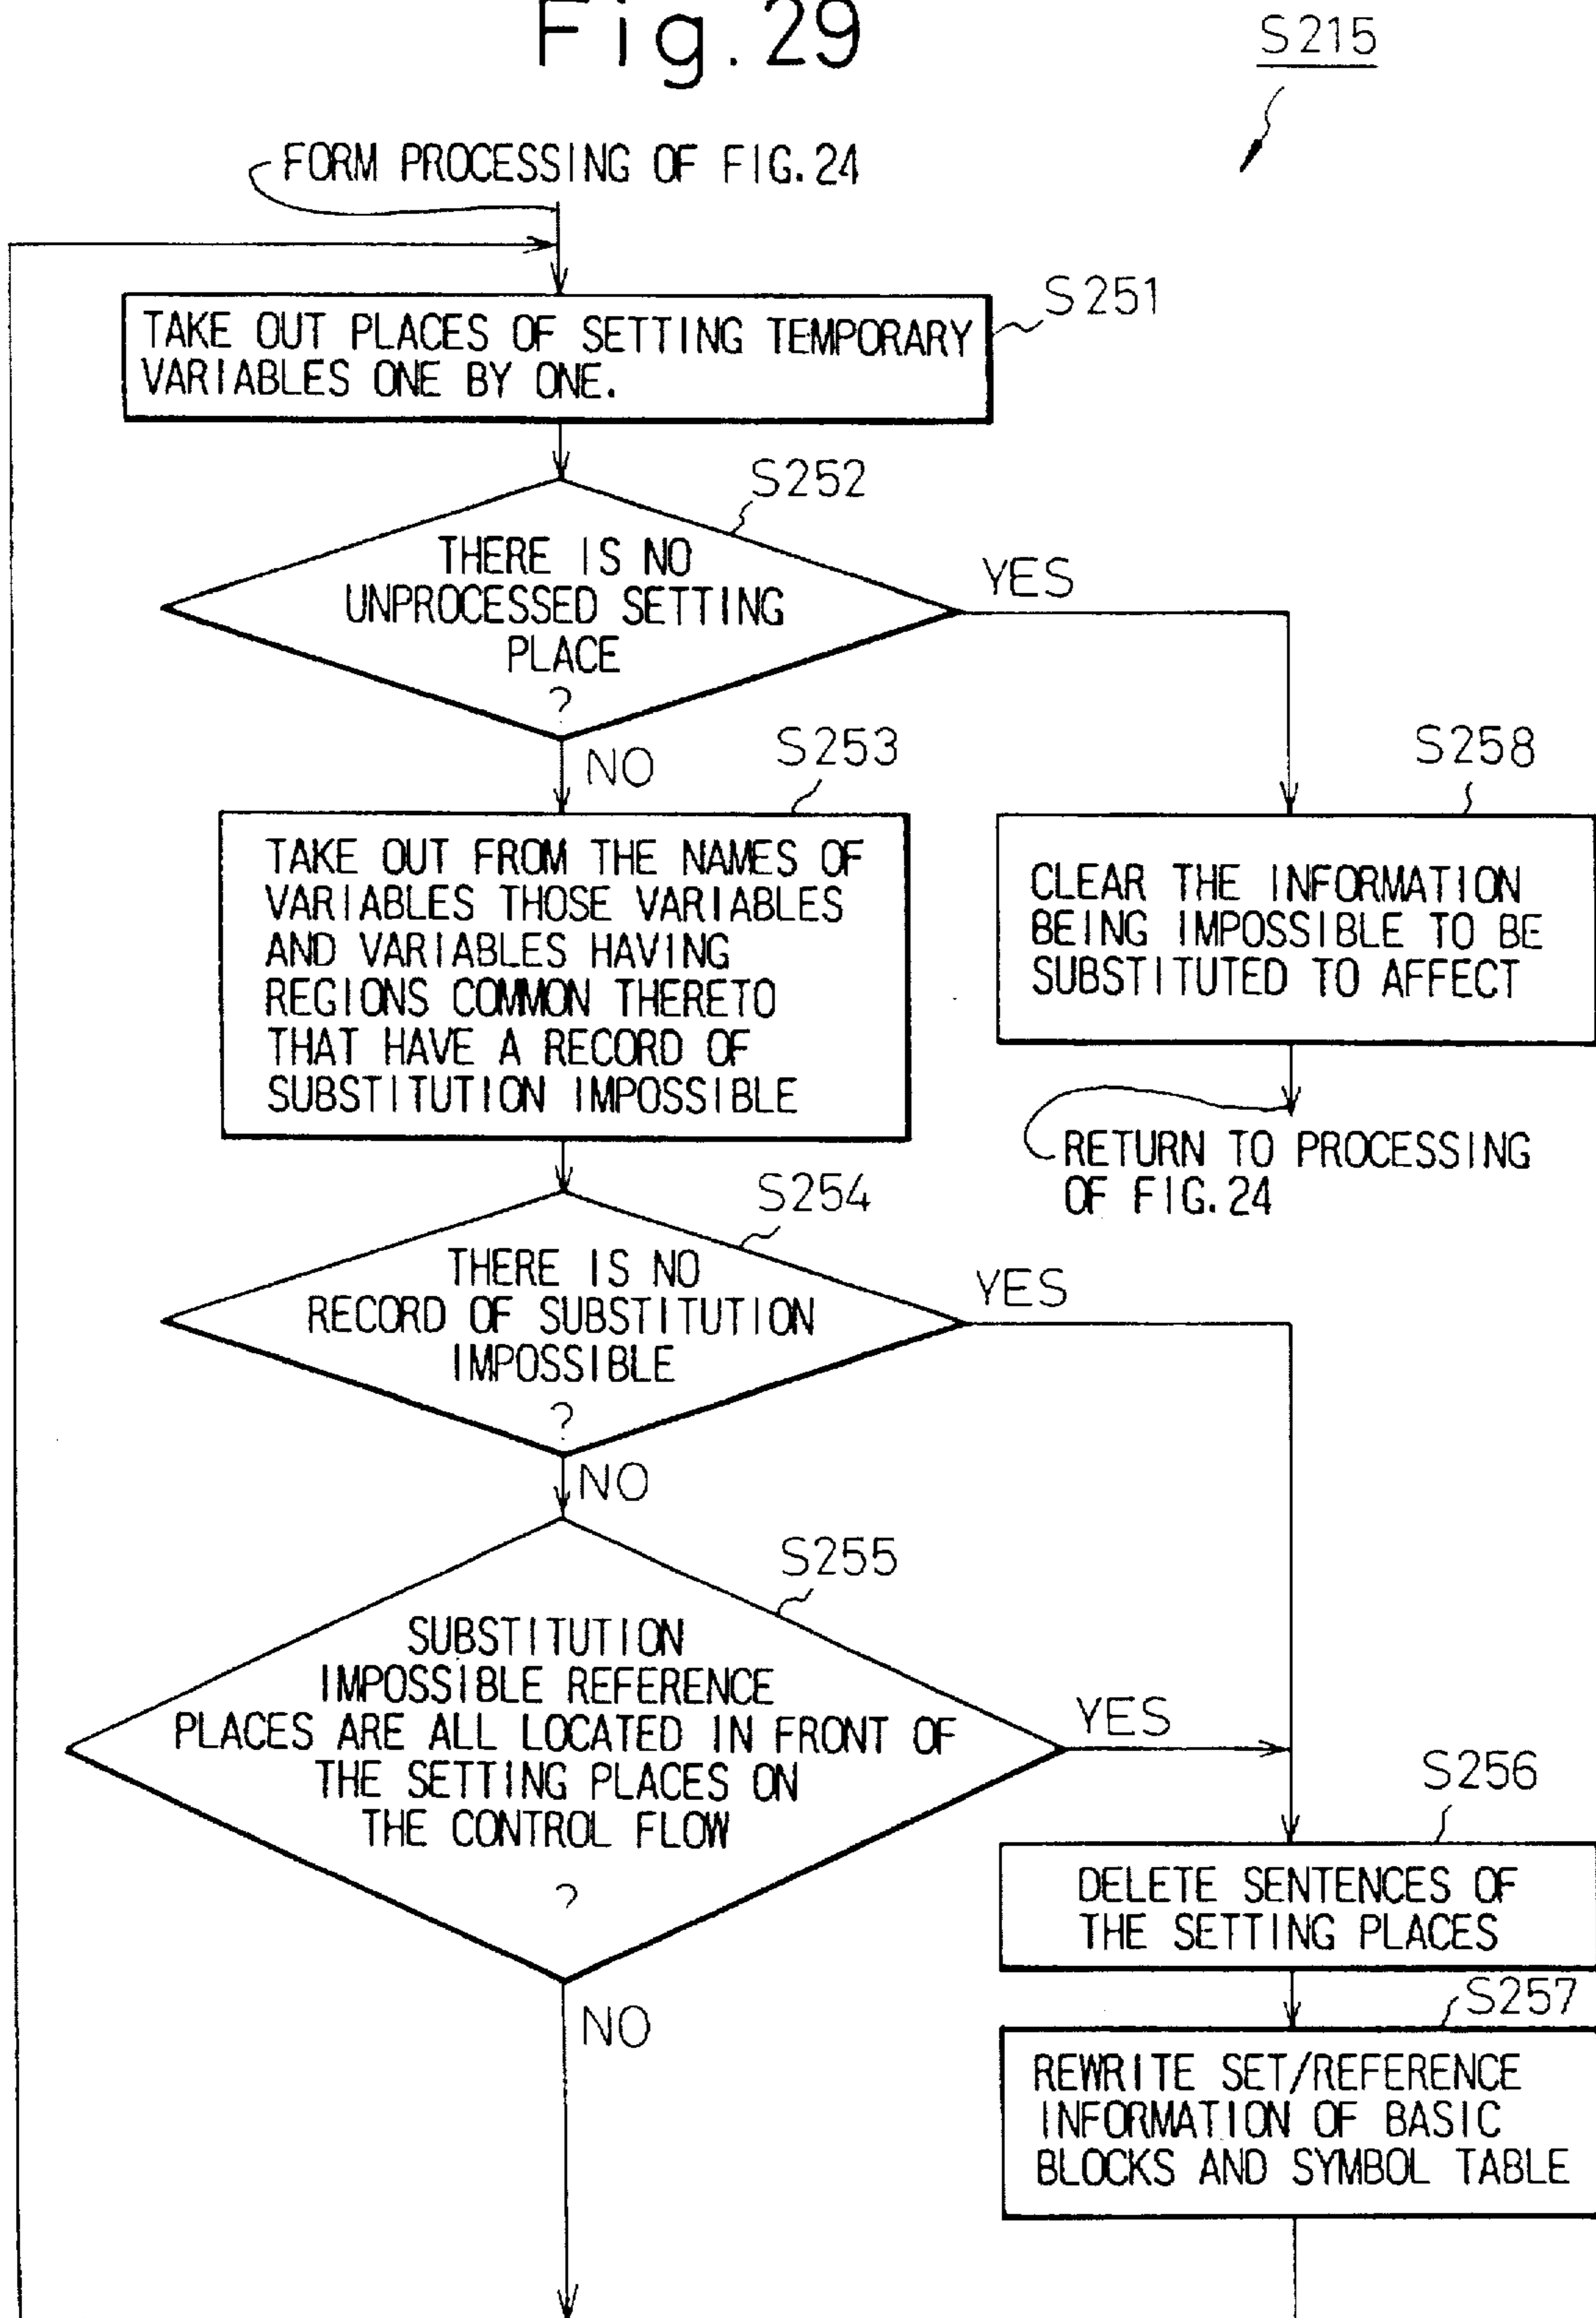 Fig. 29
S215
FORM PROCESSING OF FIG. 24
S251
TAKE OUT PLACES OF SETTING TEMPORARY
VARIABLES ONE BY ONE.
S252
THERE IS NO
UNPROCESSED SETTING
PLACE
?
YES
NO
S253
TAKE OUT FROM THE NAMES OF
VARIABLES THOSE VARIABLES
AND VARIABLES HAVING
REGIONS COMMON THERETO
THAT HAVE A RECORD OF
SUBSTITUTION IMPOSSIBLE
S258
CLEAR THE INFORMATION
BEING IMPOSSIBLE TO BE
SUBSTITUTED TO AFFECT
RETURN TO PROCESSING
OF FIG. 24
S254
THERE IS NO
RECORD OF SUBSTITUTION
IMPOSSIBLE
?
YES
NO
S255
SUBSTITUTION
IMPOSSIBLE REFERENCE
PLACES ARE ALL LOCATED IN FRONT OF
THE SETTING PLACES ON
THE CONTROL FLOW
?
YES
NO
S256
DELETE SENTENCES OF
THE SETTING PLACES
S257
REWRITE SET/REFERENCE
INFORMATION OF BASIC
BLOCKS AND SYMBOL TABLE